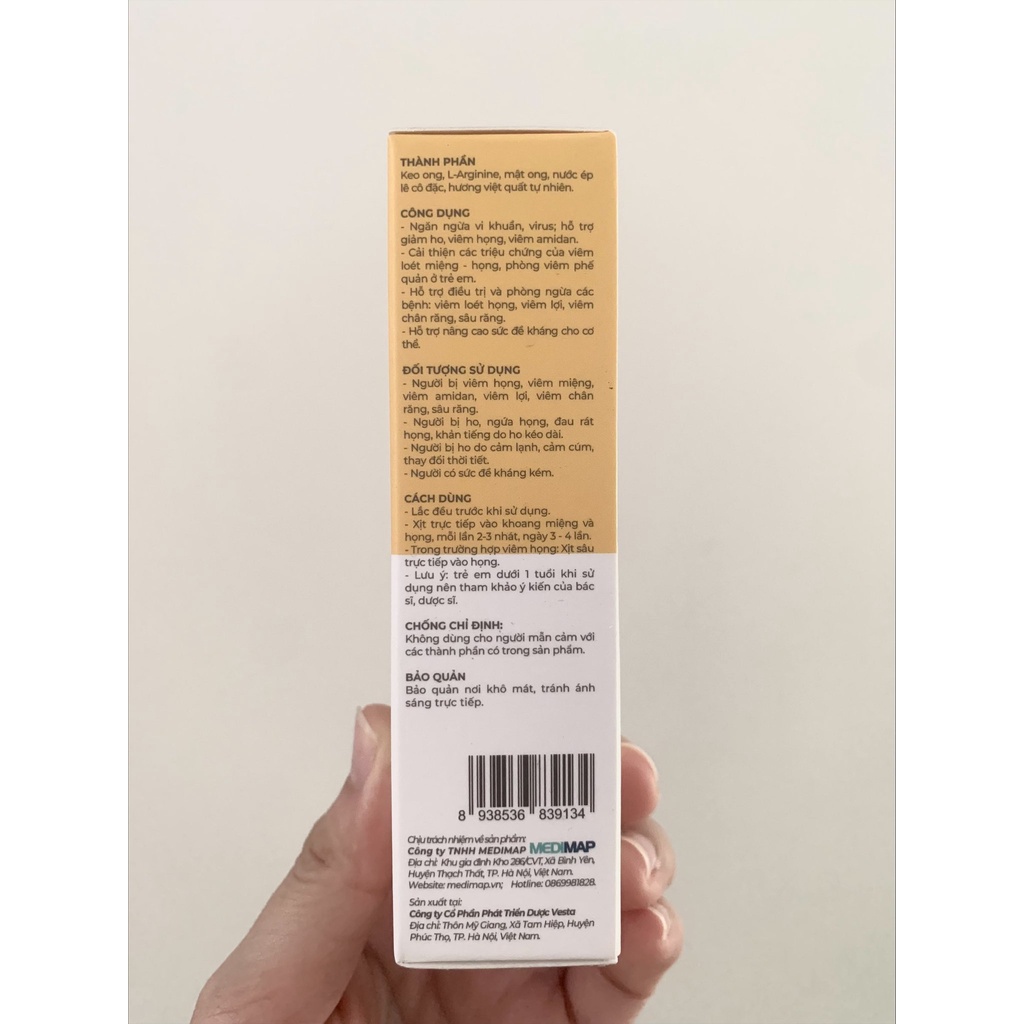 THÀNH PHẦN
Keo ong, L-Arginine, mật ong, nước ép
lê cô đặc, hương việt quất tự nhiên.
CÔNG DỤNG
- Ngăn ngừa vi khuẩn, virus; hỗ trợ
giảm ho, viêm họng, viêm amidan.
- Cải thiện các triệu chứng của viêm
loét miệng - họng, phòng viêm phế
quản ở trẻ em.
- Hỗ trợ điều trị và phòng ngừa các
bệnh: viêm loét họng, viêm lợi, viêm
chân răng, sâu răng.
- Hỗ trợ nâng cao sức đề kháng cho cơ
thể.
ĐỐI TƯỢNG SỬ DỤNG
- Người bị viêm họng, viêm miệng,
viêm amidan, viêm lợi, viêm chân
răng, sâu răng.
- Người bị ho, ngứa họng, đau rát
họng, khản tiếng do ho kéo dài.
- Người bị ho do cảm lạnh, cảm cúm,
thay đổi thời tiết.
- Người có sức đề kháng kém.
CÁCH DÙNG
- Lắc đều trước khi sử dụng.
- Xịt trực tiếp vào khoang miệng và
họng, mỗi lần 2-3 nhát, ngày 3 - 4 lần.
- Trong trường hợp viêm họng: Xịt sâu
trực tiếp vào họng.
- Lưu ý: trẻ em dưới 1 tuổi khi sử
dụng nên tham khảo ý kiến của bác
sĩ, dược sĩ.
CHỐNG CHỈ ĐỊNH:
Không dùng cho người mẫn cảm với
các thành phần có trong sản phẩm.
BẢO QUẢN
Bảo quản nơi khô mát, tránh ánh
sáng trực tiếp.
8 938536 839134
Chịu trách nhiệm về sản phẩm:
Công ty TNHH MEDIMAP MEDIMAP
Địa chỉ: Khu gia đình Kho 286/CVT, Xã Bình Yên,
Huyện Thạch Thất, TP. Hà Nội, Việt Nam.
Website: medimap.vn; Hotline: 0869981828.
Sản xuất tại:
Công ty Cổ Phần Phát Triển Dược Vesta
Địa chỉ: Thôn Mỹ Giang, Xã Tam Hiệp, Huyện
Phúc Thọ, TP. Hà Nội, Việt Nam.